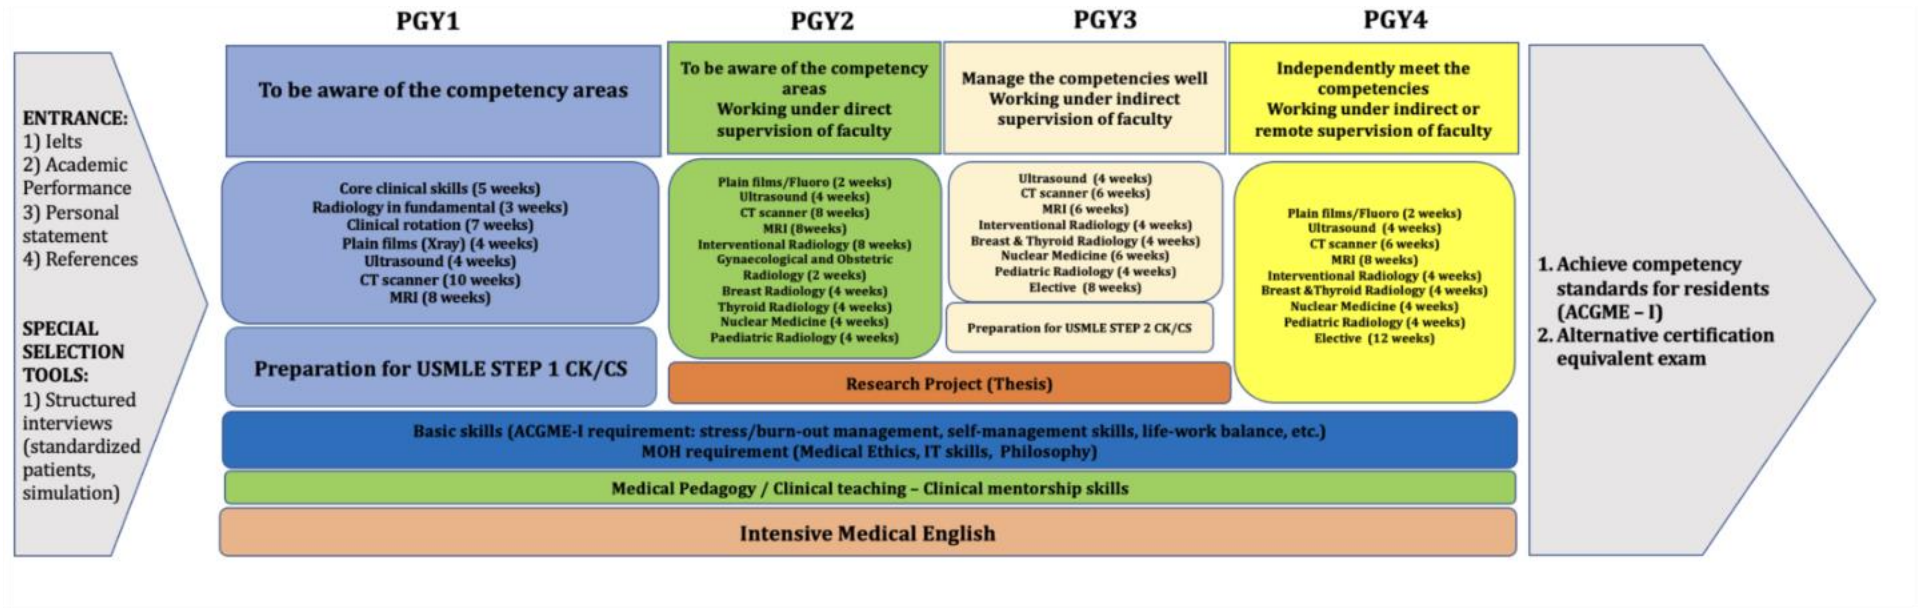 PGY1
PGY2
PGY3
PGY4
ENTRANCE:
1) Ielts
2) Academic
Performance
3) Personal
statement
4) References
SPECIAL
SELECTION
TOOLS:
1) Structured
interviews
(standardized
patients,
simulation)
To be aware of the competency areas
Core clinical skills (5 weeks)
Radiology in fundamental (3 weeks)
Clinical rotation (7 weeks)
Plain films (Xray) (4 weeks)
Ultrasound (4 weeks)
CT scanner (10 weeks)
MRI (8 weeks)
Preparation for USMLE STEP 1 CK/CS
To be aware of the competency
areas
Working under direct
supervision of faculty
Plain films/Fluoro (2 weeks)
Ultrasound (4 weeks)
CT scanner (8 weeks)
MRI (8weeks)
Interventional Radiology (8 weeks)
Gynaecological and Obstetric
Radiology (2 weeks)
Breast Radiology (4 weeks)
Thyroid Radiology (4 weeks)
Nuclear Medicine (4 weeks)
Paediatric Radiology (4 weeks)
Manage the competencies well
Working under indirect
supervision of faculty
Ultrasound (4 weeks)
CT scanner (6 weeks)
MRI (6 weeks)
Interventional Radiology (4 weeks)
Breast & Thyroid Radiology (4 weeks)
Nuclear Medicine (6 weeks)
Pediatric Radiology (4 weeks)
Elective (8 weeks)
Preparation for USMLE STEP 2 CK/CS
Research Project (Thesis)
Independently meet the
competencies
Working under indirect or
remote supervision of faculty
Plain films/Fluoro (2 weeks)
Ultrasound (4 weeks)
CT scanner (6 weeks)
MRI (8 weeks)
Interventional Radiology (4 weeks)
Breast &Thyroid Radiology (4 weeks)
Nuclear Medicine (4 weeks)
Pediatric Radiology (4 weeks)
Elective (12 weeks)
Basic skills (ACGME-I requirement: stress/burn-out management, self-management skills, life-work balance, etc.)
MOH requirement (Medical Ethics, IT skills, Philosophy)
Medical Pedagogy / Clinical teaching – Clinical mentorship skills
Intensive Medical English
1. Achieve competency
standards for residents
(ACGME – I)
2. Alternative certification
equivalent exam